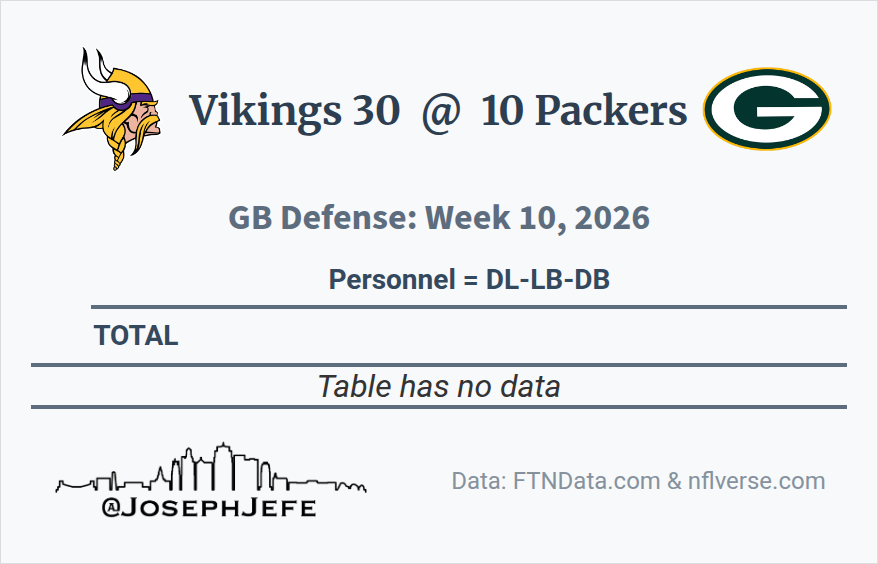 Vikings 30 @ 10 Packers
G
GB Defense: Week 10, 2026
Personnel = DL-LB-DB
TOTAL
Table has no data
@JOSEPHJEFE
Data: FTNData.com & nflverse.com